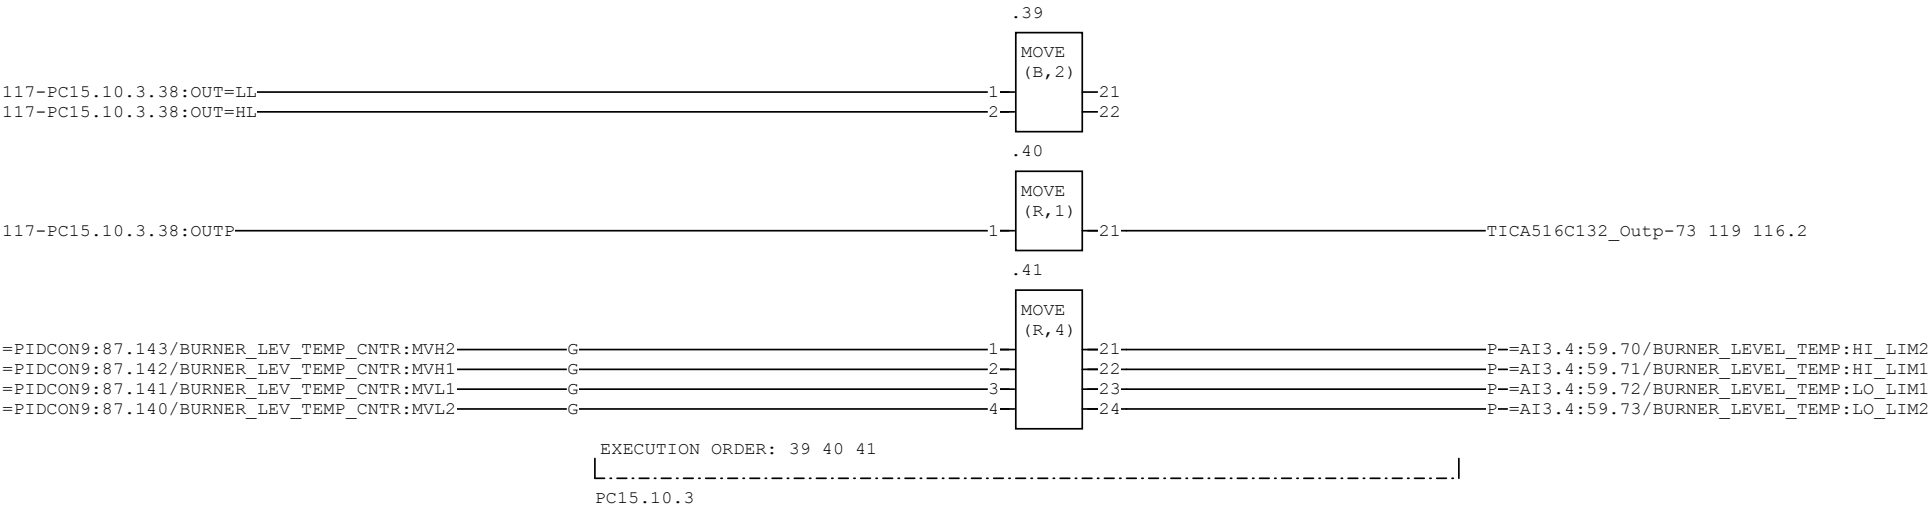 .39
MOVE
(B,2)
117-PC15.10.3.38:OUT=LL 1 21
117-PC15.10.3.38:OUT=HL 2 22
.40
MOVE
(R,1)
117-PC15.10.3.38:OUTP 1 21 TICA516C132_Outp-73 119 116.2
.41
MOVE
(R,4)
=PIDCON9:87.143/BURNER_LEV_TEMP_CNTR:MVH2 G 1 21 P-=AI3.4:59.70/BURNER_LEVEL_TEMP:HI_LIM2
=PIDCON9:87.142/BURNER_LEV_TEMP_CNTR:MVH1 G 2 22 P-=AI3.4:59.71/BURNER_LEVEL_TEMP:HI_LIM1
=PIDCON9:87.141/BURNER_LEV_TEMP_CNTR:MVL1 G 3 23 P-=AI3.4:59.72/BURNER_LEVEL_TEMP:LO_LIM1
=PIDCON9:87.140/BURNER_LEV_TEMP_CNTR:MVL2 G 4 24 P-=AI3.4:59.73/BURNER_LEVEL_TEMP:LO_LIM2
EXECUTION ORDER: 39 40 41
PC15.10.3